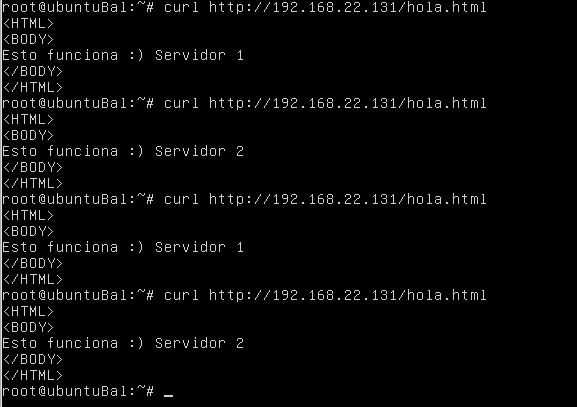 root@ubuntuBal:~# curl http://192.168.22.131/hola.html
<HTML>
<BODY>
Esto funciona :) Servidor 1
</BODY>
</HTML>
root@ubuntuBal:~# curl http://192.168.22.131/hola.html
<HTML>
<BODY>
Esto funciona :) Servidor 2
</BODY>
</HTML>
root@ubuntuBal:~# curl http://192.168.22.131/hola.html
<HTML>
<BODY>
Esto funciona :) Servidor 1
</BODY>
</HTML>
root@ubuntuBal:~# curl http://192.168.22.131/hola.html
<HTML>
<BODY>
Esto funciona :) Servidor 2
</BODY>
</HTML>
root@ubuntuBal:~# _